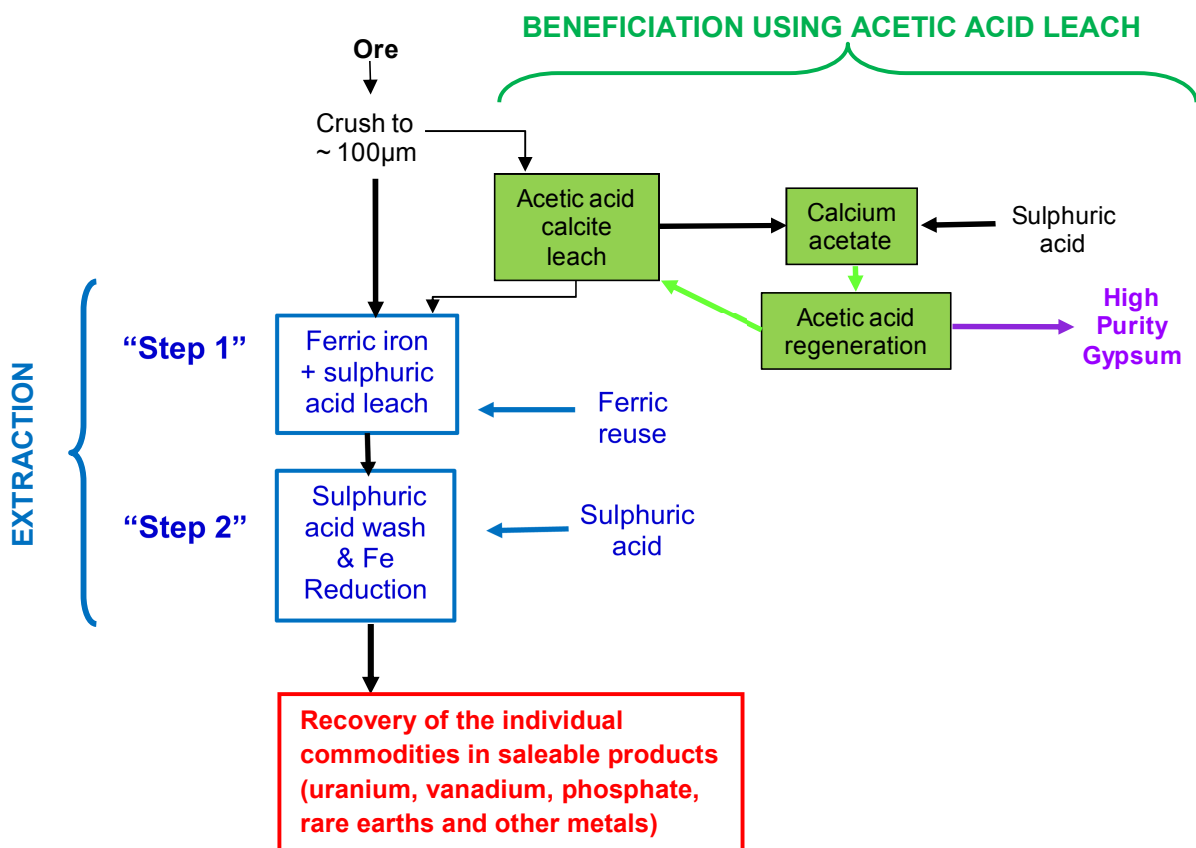 BENEFICIATION USING ACETIC ACID LEACH
Ore
Crush to
~ 100µm
Acetic acid
calcite
leach
Calcium
acetate
Sulphuric
acid
Acetic acid
regeneration
High
Purity
Gypsum
EXTRACTION
“Step 1”
Ferric iron
+ sulphuric
acid leach
Ferric
reuse
“Step 2”
Sulphuric
acid wash
& Fe
Reduction
Sulphuric
acid
Recovery of the individual
commodities in saleable products
(uranium, vanadium, phosphate,
rare earths and other metals)